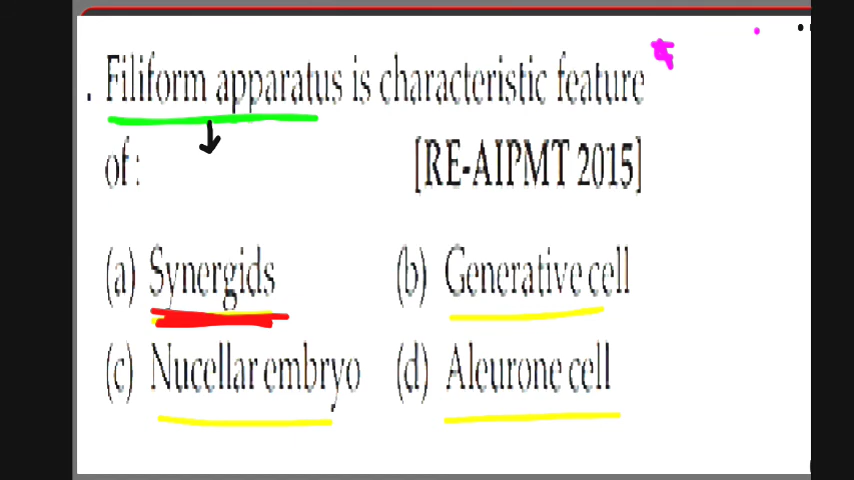 . Filiform apparatus is characteristic feature
of : [RE-AIPMT 2015]
(a) Synergids (b) Generative cell
(c) Nucellar embryo (d) Aleurone cell